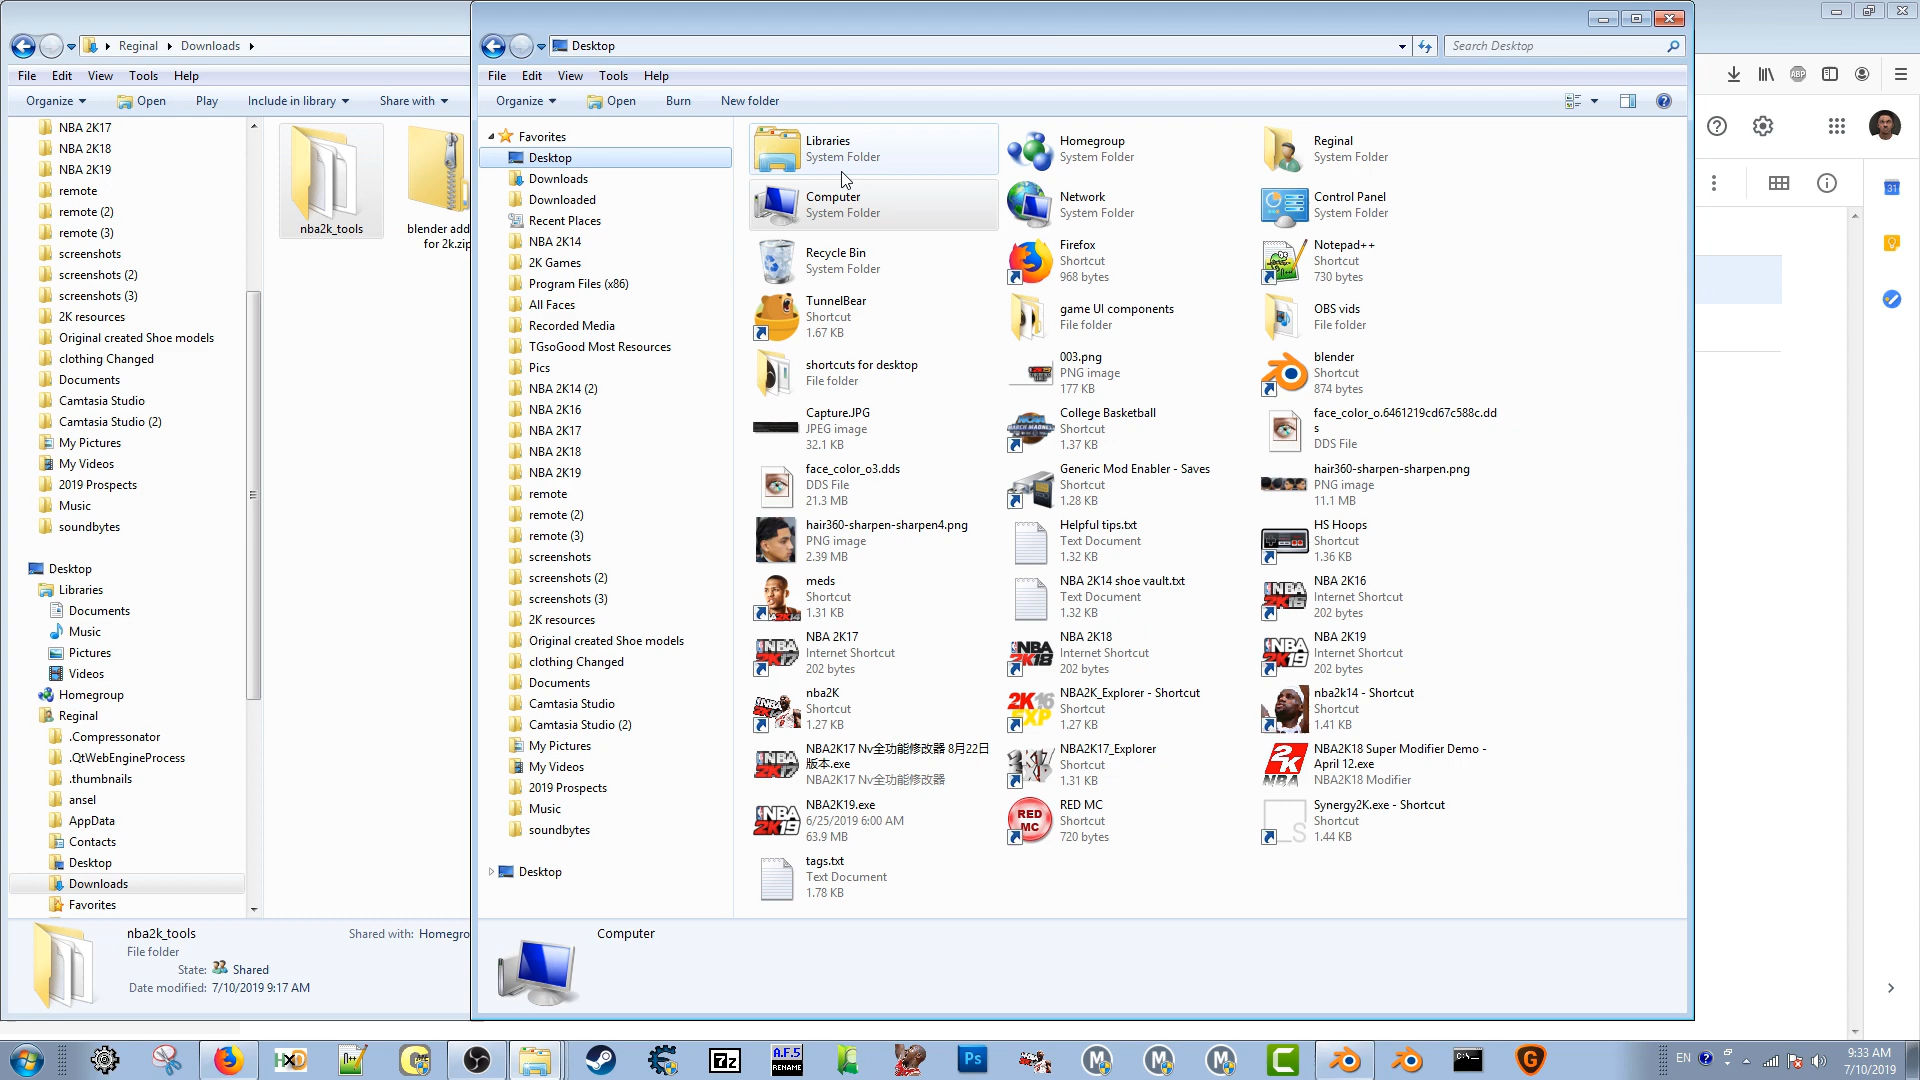 Reginal
Downloads
File Edit View Tools Help
Organize Open Play Include in library Share with
NBA 2K17
NBA 2K18
NBA 2K19
remote
remote (2)
remote (3)
screenshots
screenshots (2)
screenshots (3)
2K resources
Original created Shoe models
clothing Changed
Documents
Camtasia Studio
Camtasia Studio (2)
My Pictures
My Videos
2019 Prospects
Music
soundbytes
Desktop
Libraries
Documents
Music
Pictures
Videos
Homegroup
Reginal
.Compressonator
.QtWebEngineProcess
.thumbnails
ansel
AppData
Contacts
Desktop
Downloads
Favorites
nba2k_tools
blender add
for 2k.zip
nba2k_tools
File folder
State: Shared
Date modified: 7/10/2019 9:17 AM
Shared with: Homegro
Desktop
Search Desktop
File Edit View Tools Help
Organize Open Burn New folder
Favorites
Desktop
Downloads
Downloaded
Recent Places
NBA 2K14
2K Games
Program Files (x86)
All Faces
Recorded Media
TGsoGood Most Resources
Pics
NBA 2K14 (2)
NBA 2K16
NBA 2K17
NBA 2K18
NBA 2K19
remote
remote (2)
remote (3)
screenshots
screenshots (2)
screenshots (3)
2K resources
Original created Shoe models
clothing Changed
Documents
Camtasia Studio
Camtasia Studio (2)
My Pictures
My Videos
2019 Prospects
Music
soundbytes
Desktop
Libraries
System Folder
Homegroup
System Folder
Reginal
System Folder
Computer
System Folder
Network
System Folder
Control Panel
System Folder
Recycle Bin
System Folder
Firefox
Shortcut
968 bytes
Notepad++
Shortcut
730 bytes
TunnelBear
Shortcut
1.67 KB
game UI components
File folder
OBS vids
File folder
shortcuts for desktop
File folder
003.png
PNG image
177 KB
blender
Shortcut
874 bytes
Capture.JPG
JPEG image
32.1 KB
College Basketball
Shortcut
1.37 KB
face_color_o.6461219cd67c588c.dd
s
DDS File
face_color_o3.dds
DDS File
21.3 MB
Generic Mod Enabler - Saves
Shortcut
1.28 KB
hair360-sharpen-sharpen.png
PNG image
11.1 MB
hair360-sharpen-sharpen4.png
PNG image
2.39 MB
Helpful tips.txt
Text Document
1.32 KB
HS Hoops
Shortcut
1.36 KB
meds
Shortcut
1.31 KB
NBA 2K14 shoe vault.txt
Text Document
1.32 KB
NBA 2K16
Internet Shortcut
202 bytes
NBA 2K17
Internet Shortcut
202 bytes
NBA 2K18
Internet Shortcut
202 bytes
NBA 2K19
Internet Shortcut
202 bytes
nba2K
Shortcut
1.27 KB
NBA2K_Explorer - Shortcut
Shortcut
1.27 KB
nba2k14 - Shortcut
Shortcut
1.41 KB
NBA2K17 Nv全功能修改器 8月22日
版本.exe
NBA2K17 Nv全功能修改器
NBA2K17_Explorer
Shortcut
1.31 KB
NBA2K18 Super Modifier Demo -
April 12.exe
NBA2K18 Modifier
NBA2K19.exe
6/25/2019 6:00 AM
63.9 MB
RED MC
Shortcut
720 bytes
Synergy2K.exe - Shortcut
Shortcut
1.44 KB
tags.txt
Text Document
1.78 KB
Computer
ABP
31
7z
A.F.5
RENAME
Ps
EN
9:33 AM
7/10/2019